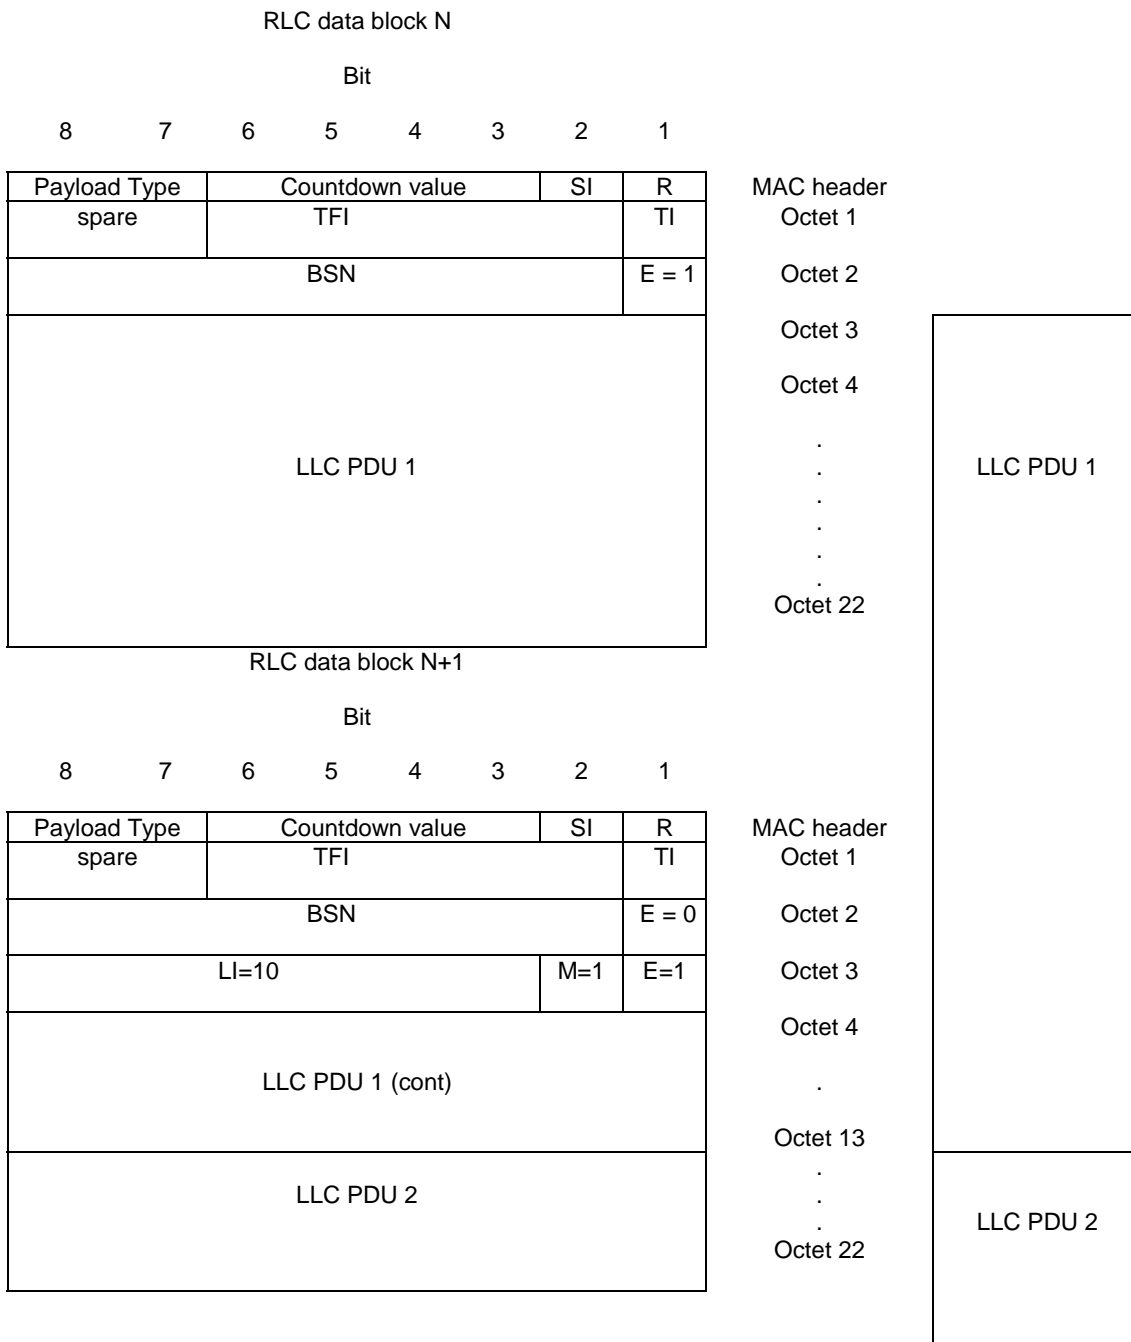 RLC data block N
Bit
8 7 6 5 4 3 2 1
Payload Type Countdown value SI R MAC header
spare TFI TI Octet 1
BSN E = 1 Octet 2
Octet 3
Octet 4
.
LLC PDU 1 . LLC PDU 1
.
.
.
.
Octet 22
RLC data block N+1
Bit
8 7 6 5 4 3 2 1
Payload Type Countdown value SI R MAC header
spare TFI TI Octet 1
BSN E = 0 Octet 2
LI=10 M=1 E=1 Octet 3
Octet 4
LLC PDU 1 (cont) .
Octet 13
.
LLC PDU 2 .
. LLC PDU 2
Octet 22